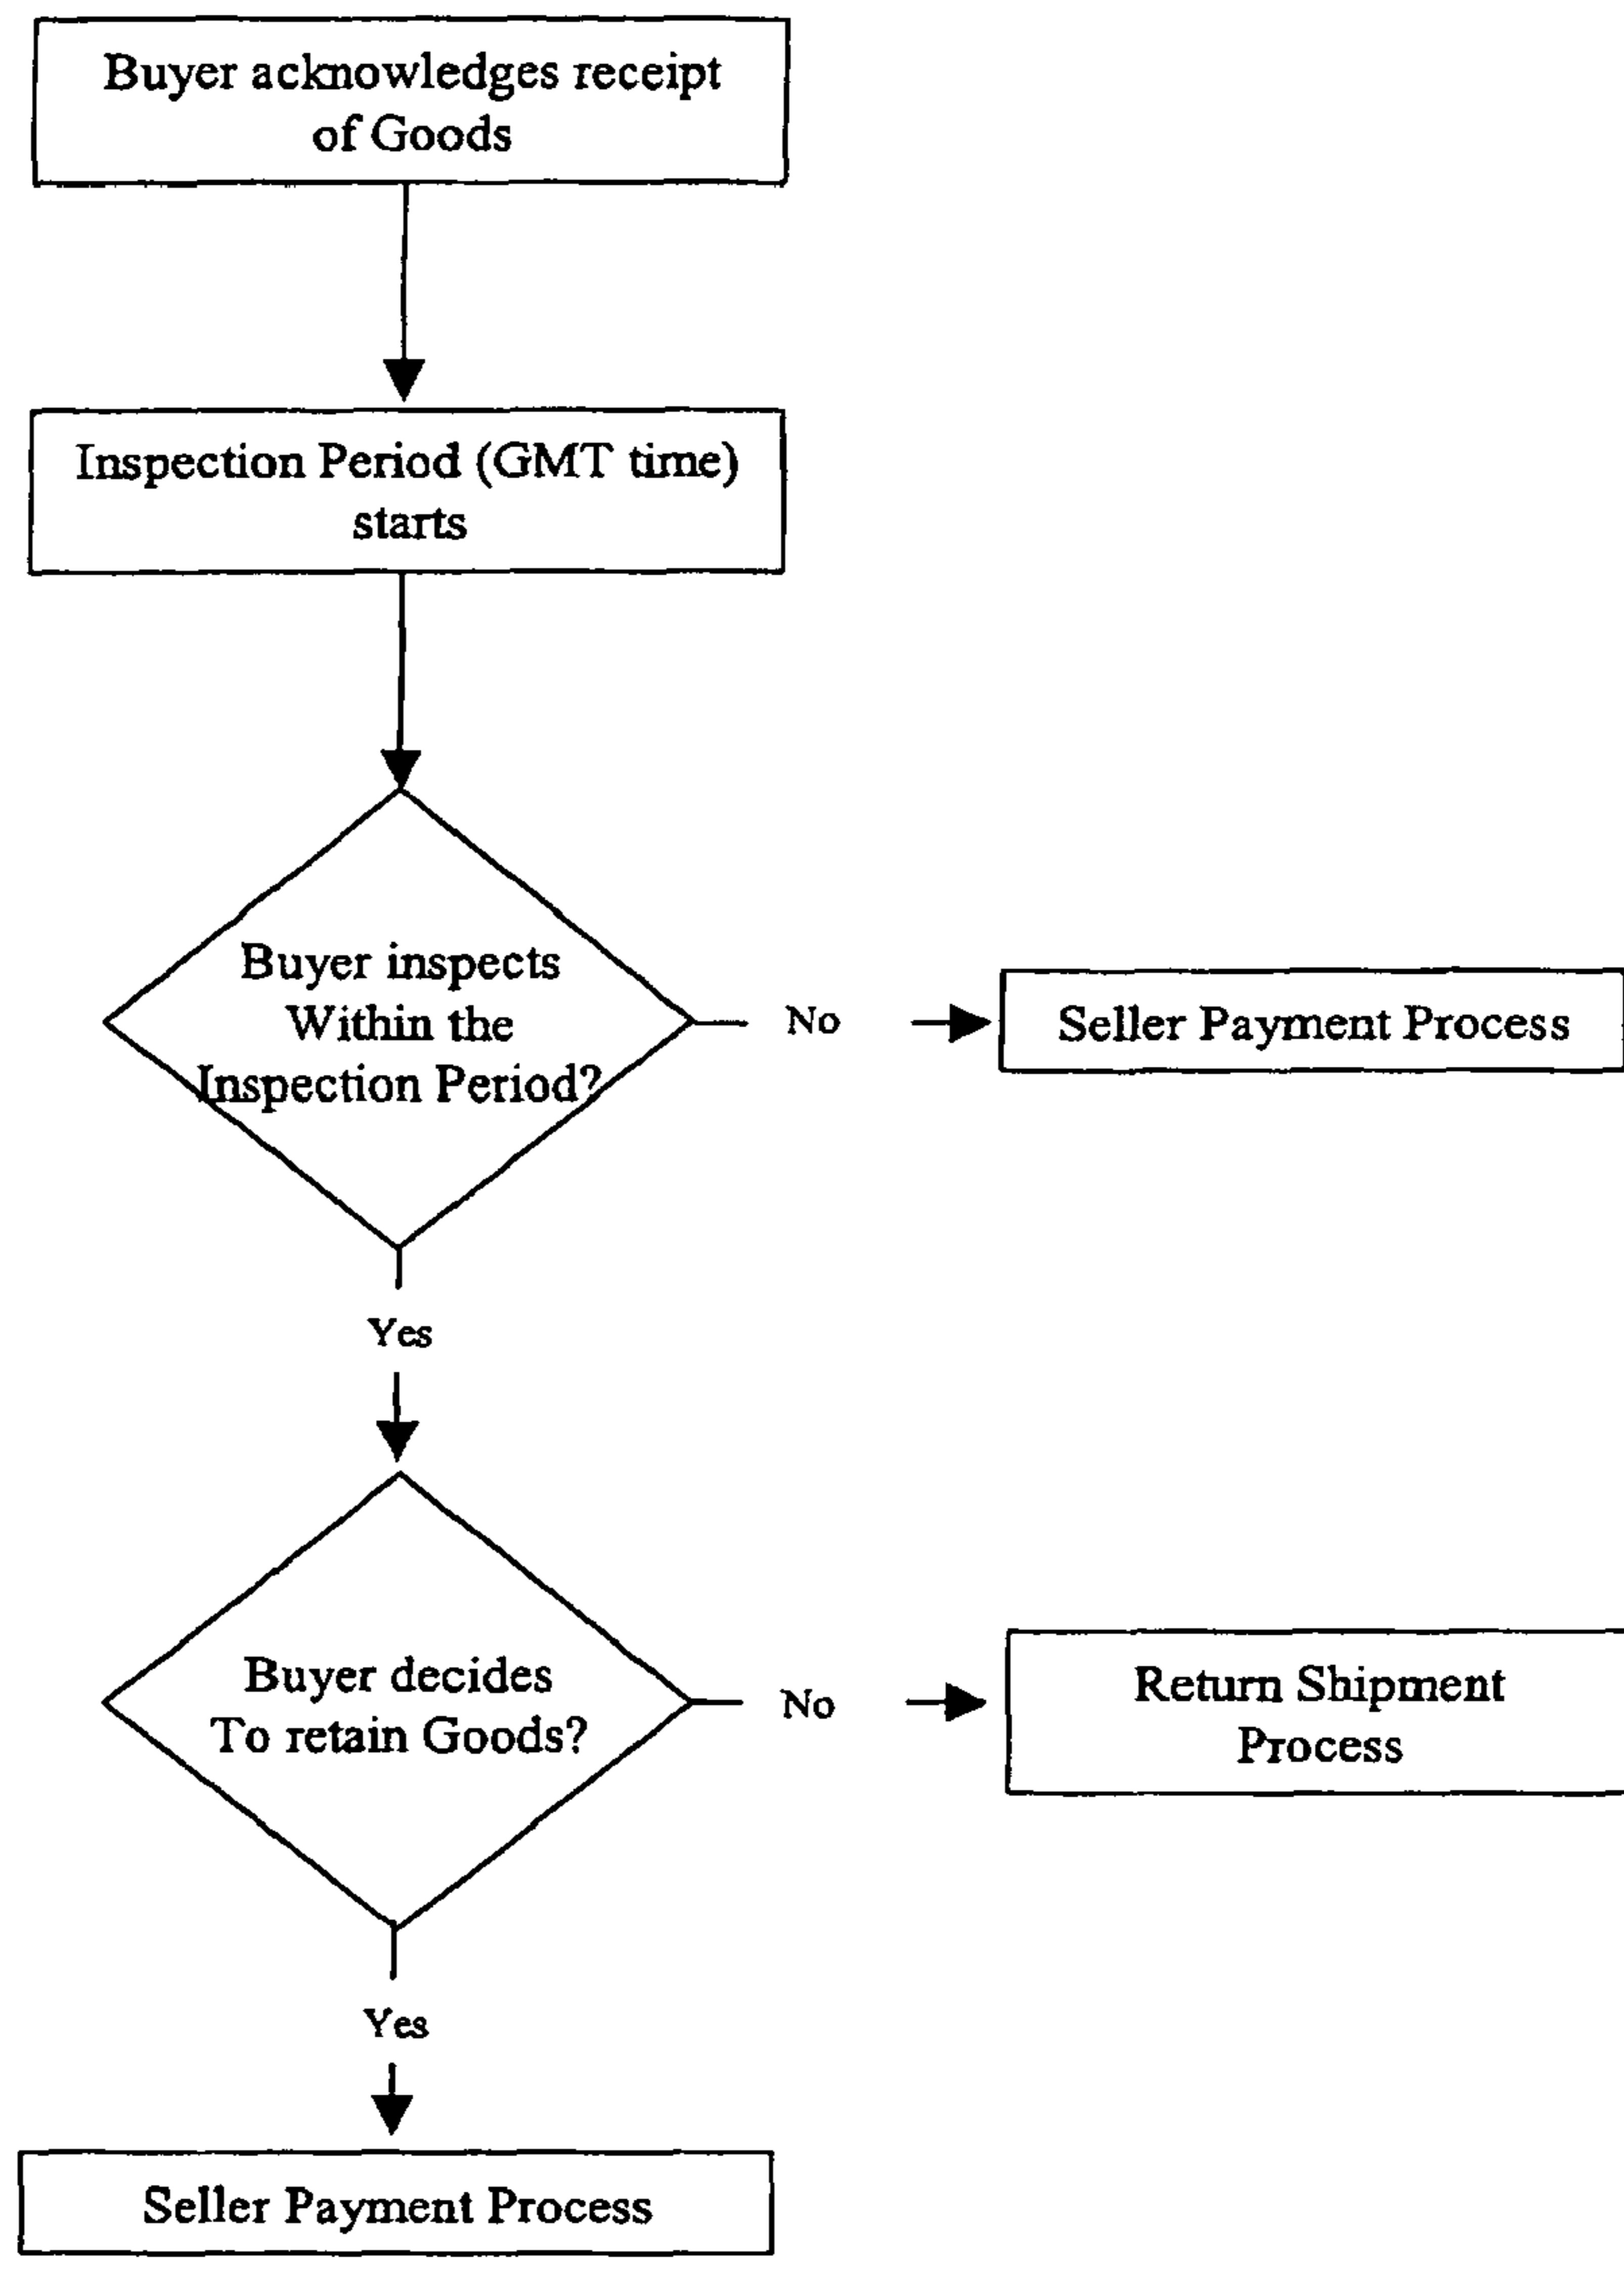 Buyer acknowledges receipt
of Goods
Inspection Period (GMT time)
starts
Buyer inspects
Within the
Inspection Period?
No
Seller Payment Process
Yes
Buyer decides
To retain Goods?
No
Return Shipment
Process
Yes
Seller Payment Process